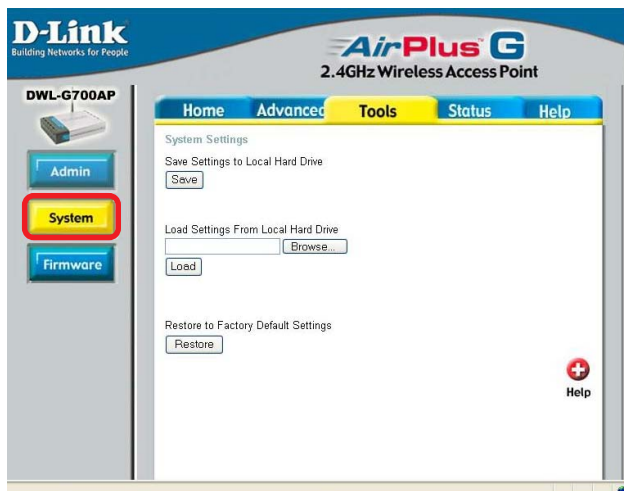 D-Link
Building Networks for People
AirPlus G
2.4GHz Wireless Access Point
DWL-G700AP
Home Advanced Tools Status Help
Admin
System
Firmware
System Settings
Save Settings to Local Hard Drive
Save
Load Settings From Local Hard Drive
Browse...
Load
Restore to Factory Default Settings
Restore
Help